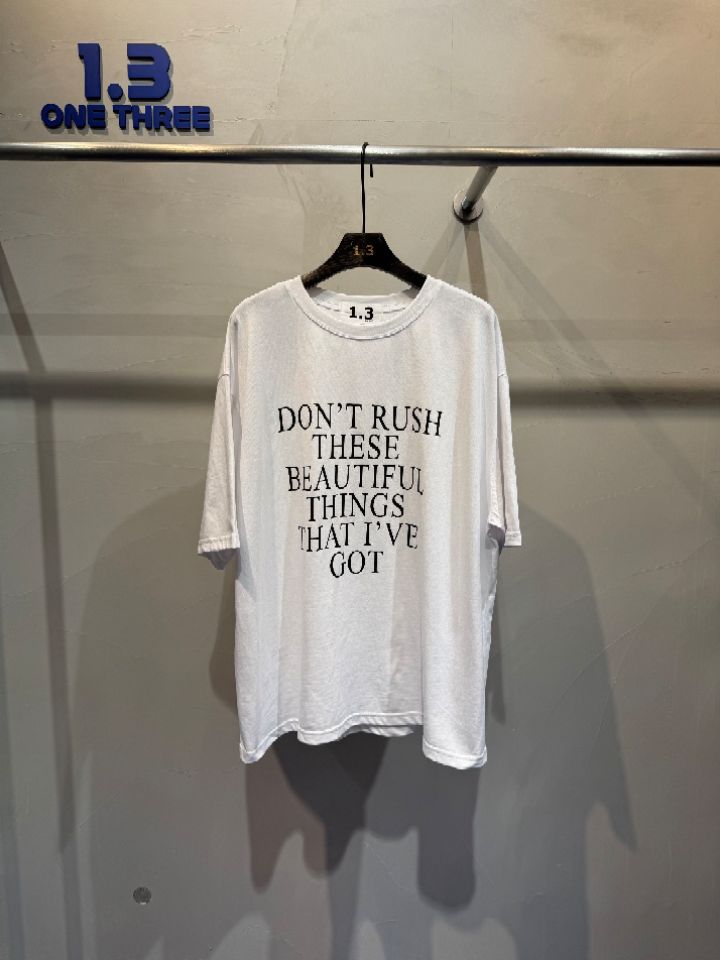 1.3
ONE THREE
1.3
1.3
DON'T RUSH
THESE
BEAUTIFUL
THINGS
THAT I'VE
GOT